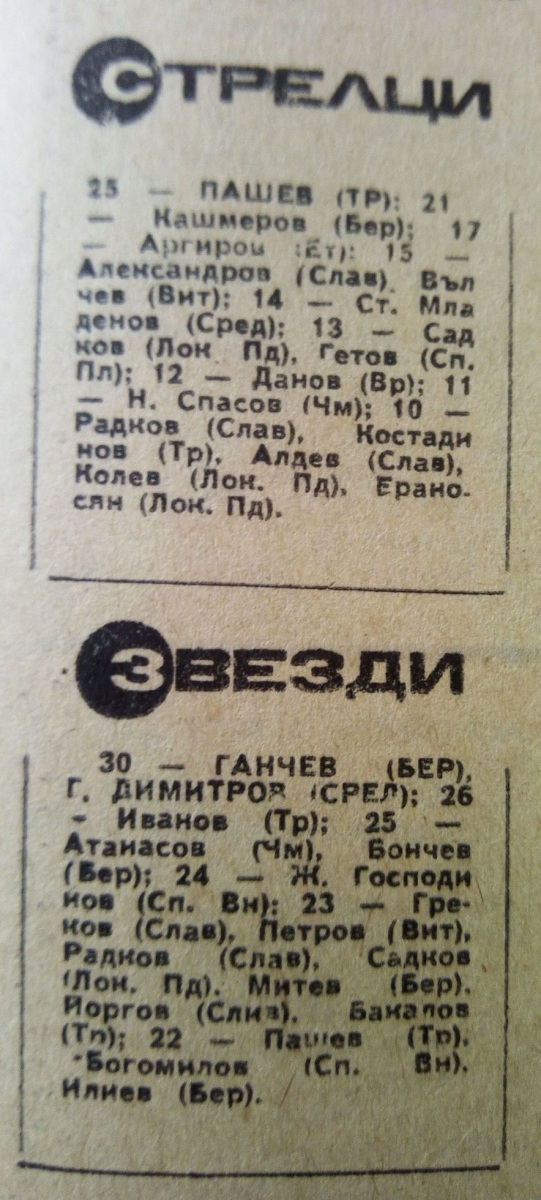 СТРЕЛЦИ
25 — ПАШЕВ (ТР); 21
— Кашмеров (Бер); 17
— Аргиров (Ет); 15 —
Александров (Слав), Въл
чев (Вит); 14 — Ст. Мла
денов (Сред); 13 — Сад
ков (Лок Пд), Гетов (Сп.
Пл); 12 — Данов (Вр); 11
— Н. Спасов (Чм); 10 —
Радков (Слав), Костади
нов (Тр), Алдев (Слав),
Колев (Лок. Пд), Ерано-
сян (Лок. Пд).
ЗВЕЗДИ
30 — ГАНЧЕВ (БЕР),
Г. ДИМИТРОВ (СРЕД); 26
- Иванов (Тр); 25 —
Атанасов (Чм), Бончев
(Бер); 24 — Ж. Господи
нов (Сп. Вн); 23 — Гре-
ков (Слав), Петров (Вит),
Радков (Слав), Садков
(Лок. Пд), Митев (Бер),
Йоргов (Слив), Бакалов
(Тр); 22 — Пашев (Тр),
Богомилов (Сп. Вн),
Илиев (Бер).